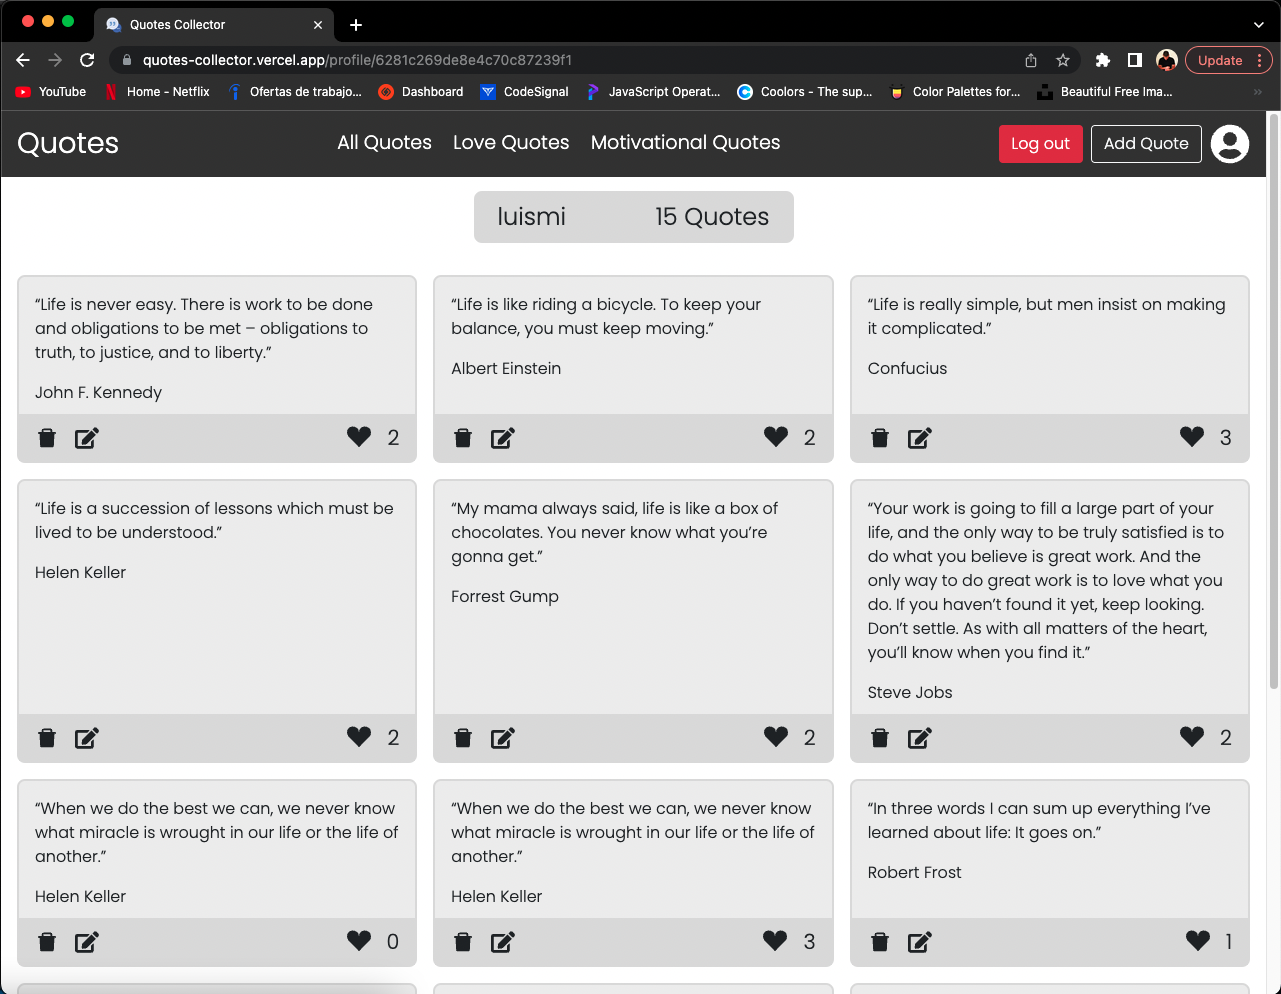 Quotes Collector
quotes-collector.vercel.app/profile/6281c269de8e4c70c87239f1
Update
YouTube
Home - Netflix
Ofertas de trabajo...
Dashboard
CodeSignal
JavaScript Operat...
Coolors - The sup...
Color Palettes for...
Beautiful Free Ima...
Quotes
All Quotes
Love Quotes
Motivational Quotes
Log out
Add Quote
luismi
15 Quotes
“Life is never easy. There is work to be done
and obligations to be met – obligations to
truth, to justice, and to liberty.”
John F. Kennedy
2
“Life is like riding a bicycle. To keep your
balance, you must keep moving.”
Albert Einstein
2
“Life is really simple, but men insist on making
it complicated.”
Confucius
3
“Life is a succession of lessons which must be
lived to be understood.”
Helen Keller
2
“My mama always said, life is like a box of
chocolates. You never know what you’re
gonna get.”
Forrest Gump
2
“Your work is going to fill a large part of your
life, and the only way to be truly satisfied is to
do what you believe is great work. And the
only way to do great work is to love what you
do. If you haven’t found it yet, keep looking.
Don’t settle. As with all matters of the heart,
you’ll know when you find it.”
Steve Jobs
2
“When we do the best we can, we never know
what miracle is wrought in our life or the life of
another.”
Helen Keller
0
“When we do the best we can, we never know
what miracle is wrought in our life or the life of
another.”
Helen Keller
3
“In three words I can sum up everything I’ve
learned about life: It goes on.”
Robert Frost
1